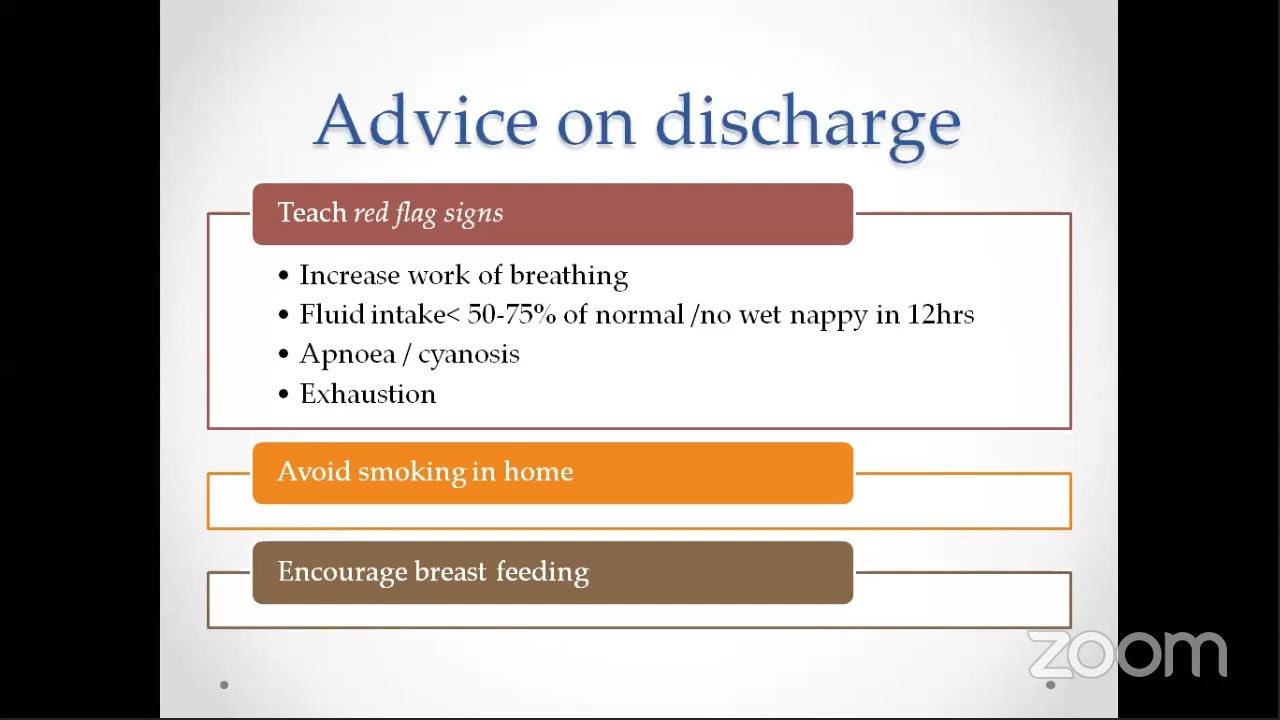 Advice on discharge
Teach red flag signs
• Increase work of breathing
• Fluid intake< 50-75% of normal /no wet nappy in 12hrs
• Apnoea / cyanosis
• Exhaustion
Avoid smoking in home
Encourage breast feeding
zoom